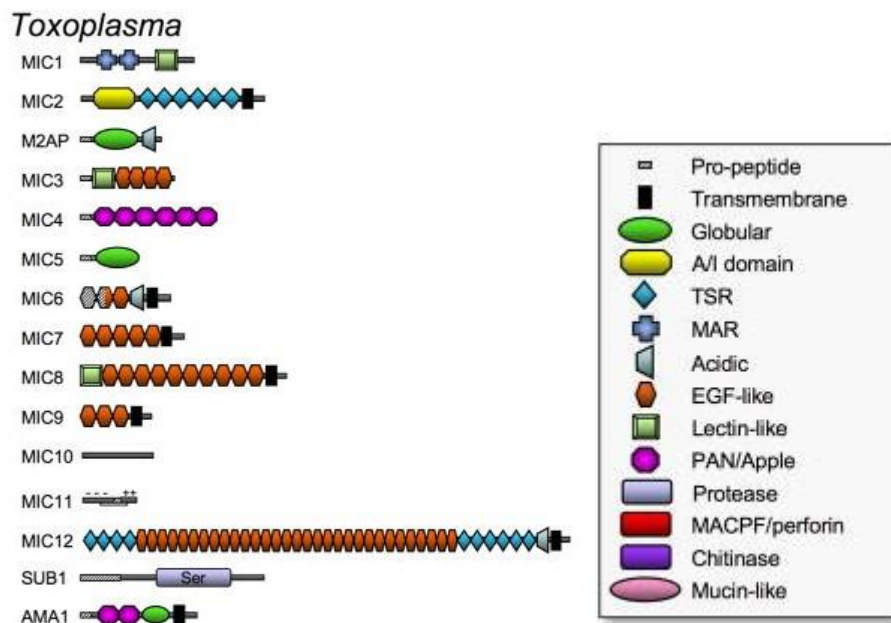 Toxoplasma
MIC1
MIC2
M2AP
MIC3
MIC4
MIC5
MIC6
MIC7
MIC8
MIC9
MIC10
MIC11
- - - - ++
MIC12
SUB1 Ser
AMA1
Pro-peptide
Transmembrane
Globular
A/I domain
TSR
MAR
Acidic
EGF-like
Lectin-like
PAN/Apple
Protease
MACPF/perforin
Chitinase
Mucin-like